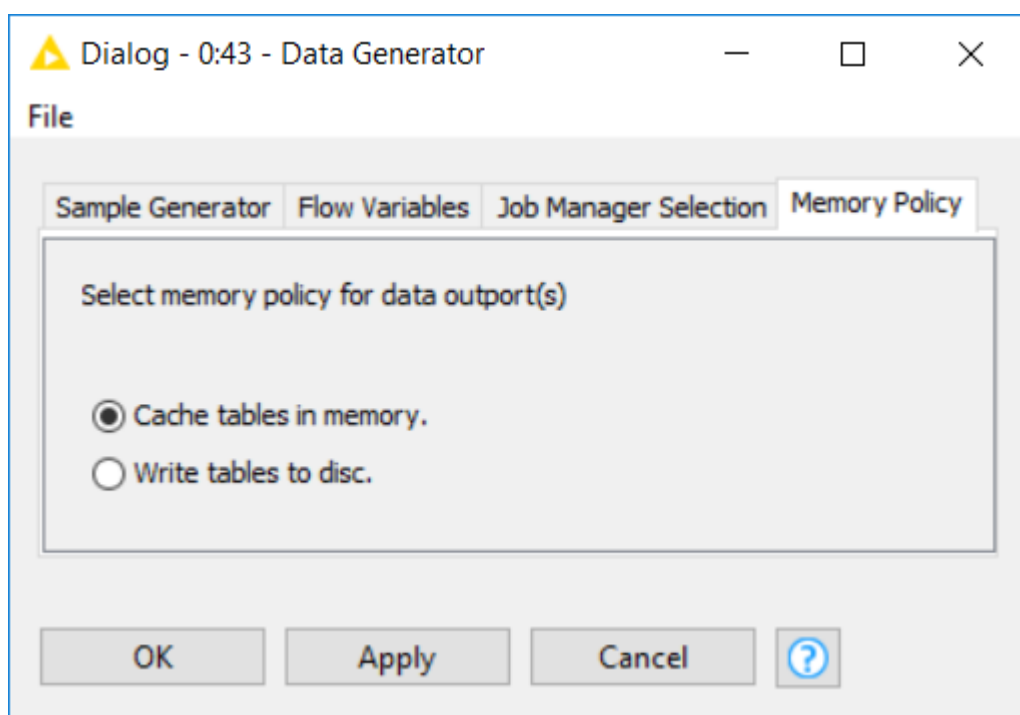 Dialog - 0:43 - Data Generator
File
Sample Generator Flow Variables Job Manager Selection Memory Policy
Select memory policy for data outport(s)
Cache tables in memory.
Write tables to disc.
OK Apply Cancel ?